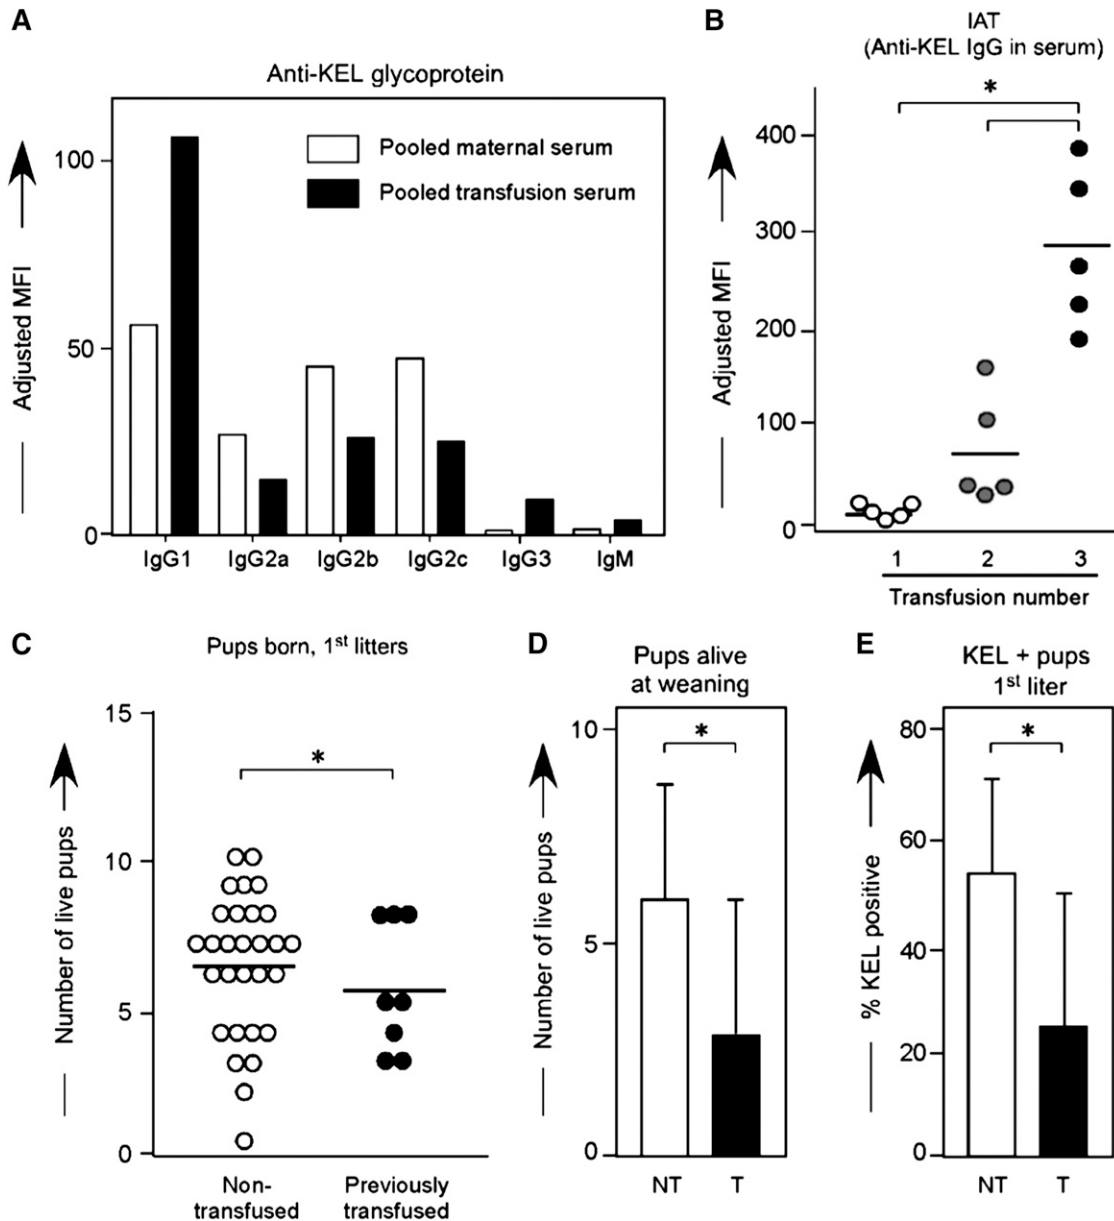 A
Anti-KEL glycoprotein
Adjusted MFI
100
50
0
Pooled maternal serum
Pooled transfusion serum
IgG1 IgG2a IgG2b IgG2c IgG3 IgM
B
IAT
(Anti-KEL IgG in serum)
*
Adjusted MFI
400
300
200
100
0
1 2 3
Transfusion number
C
Pups born, 1st litters
*
Number of live pups
15
10
5
0
Non-
transfused
Previously
transfused
D
Pups alive
at weaning
*
Number of live pups
10
5
0
NT T
E
KEL + pups
1st liter
*
% KEL positive
80
60
40
20
0
NT T